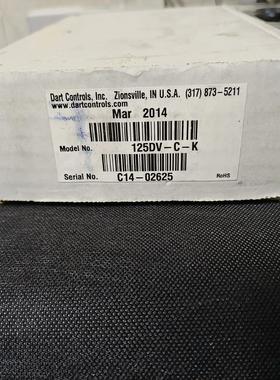 Dart Controls, Inc. Zionsville, IN U.S.A. (317) 873-5211
www.dartcontrols.com
Mar 2014
Model No. 125DV-C-K
Serial No. C14-02625
RoHS